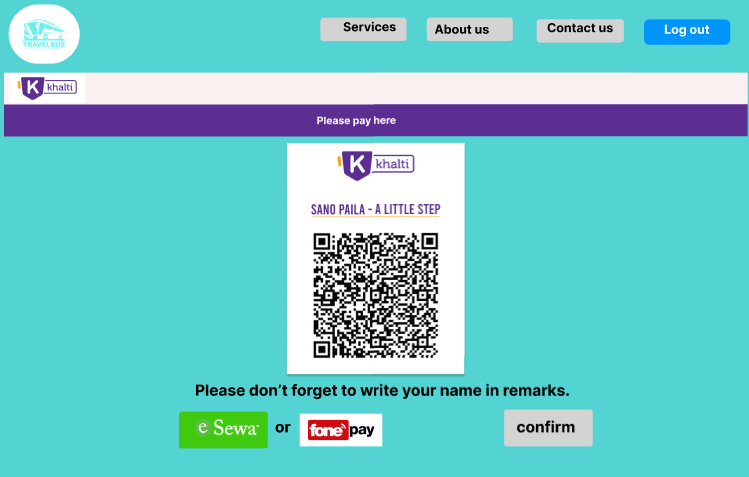 TRAVELBUS
Services
About us
Contact us
Log out
K khalti
Please pay here
K khalti
SANO PAILA - A LITTLE STEP
Please don't forget to write your name in remarks.
e Sewa
or
fonepay
confirm